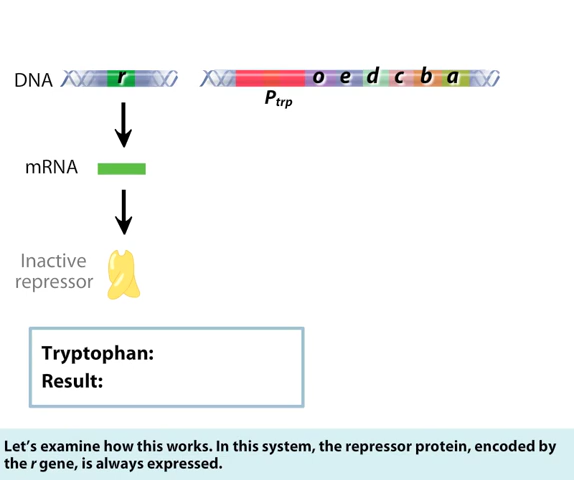 DNA r o e d c b a
Ptrp
mRNA
Inactive
repressor
Tryptophan:
Result:
Let's examine how this works. In this system, the repressor protein, encoded by
the r gene, is always expressed.